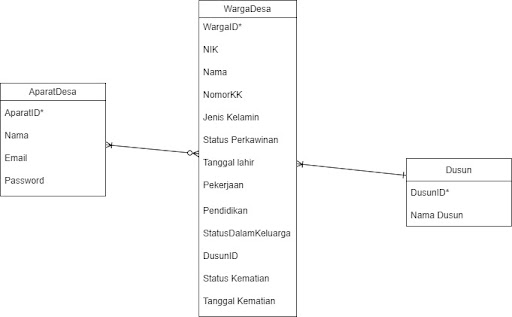 WargaDesa
WargaID*
NIK
Nama
NomorKK
Jenis Kelamin
Status Perkawinan
Tanggal lahir
Pekerjaan
Pendidikan
StatusDalamKeluarga
DusunID
Status Kematian
Tanggal Kematian
AparatDesa
AparatID*
Nama
Email
Password
Dusun
DusunID*
Nama Dusun